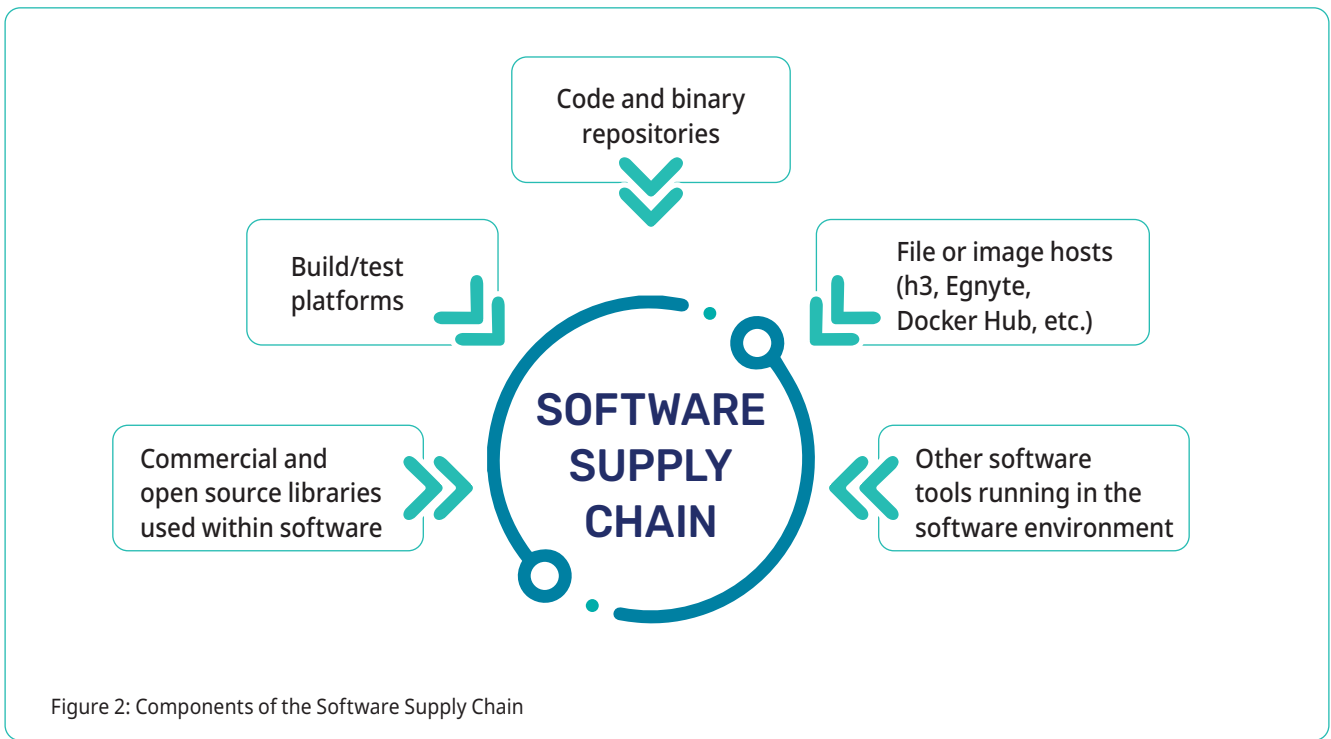 Code and binary
repositories
Build/test
platforms
File or image hosts
(h3, Egnyte,
Docker Hub, etc.)
Commercial and
open source libraries
used within software
SOFTWARE
SUPPLY
CHAIN
Other software
tools running in the
software environment
Figure 2: Components of the Software Supply Chain